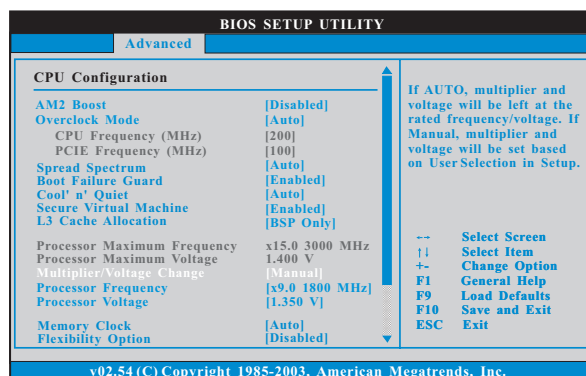 BIOS SETUP UTILITY
Advanced
CPU Configuration
AM2 Boost [Disabled]
Overclock Mode [Auto]
CPU Frequency (MHz) [200]
PCIE Frequency (MHz) [100]
Spread Spectrum [Auto]
Boot Failure Guard [Enabled]
Cool' n' Quiet [Auto]
Secure Virtual Machine [Enabled]
L3 Cache Allocation [BSP Only]
Processor Maximum Frequency x15.0 3000 MHz
Processor Maximum Voltage 1.400 V
Multiplier/Voltage Change [Manual]
Processor Frequency [x9.0 1800 MHz]
Processor Voltage [1.350 V]
Memory Clock [Auto]
Flexibility Option [Disabled]
If AUTO, multiplier and
voltage will be left at the
rated frequency/voltage. If
Manual, multiplier and
voltage will be set based
on User Selection in Setup.
←→ Select Screen
↑↓ Select Item
+- Change Option
F1 General Help
F9 Load Defaults
F10 Save and Exit
ESC Exit
v02.54 (C) Copyright 1985-2003, American Megatrends, Inc.